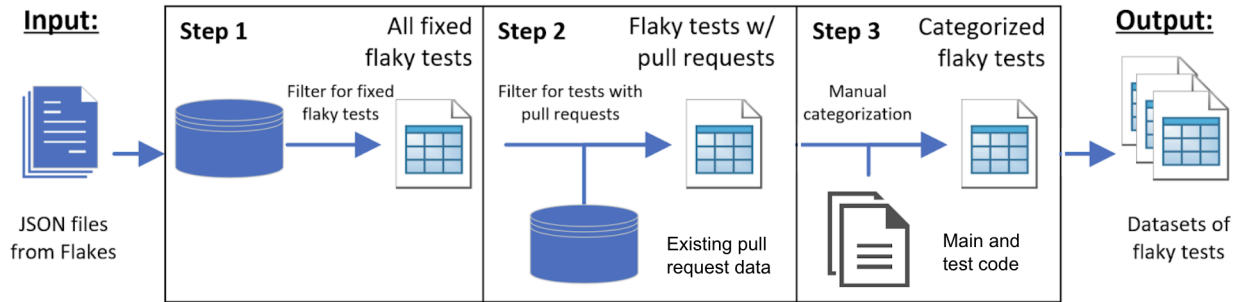 Input:
JSON files
from Flakes
Step 1
All fixed
flaky tests
Filter for fixed
flaky tests
Step 2
Flaky tests w/
pull requests
Filter for tests with
pull requests
Existing pull
request data
Step 3
Categorized
flaky tests
Manual
categorization
Main and
test code
Output:
Datasets of
flaky tests